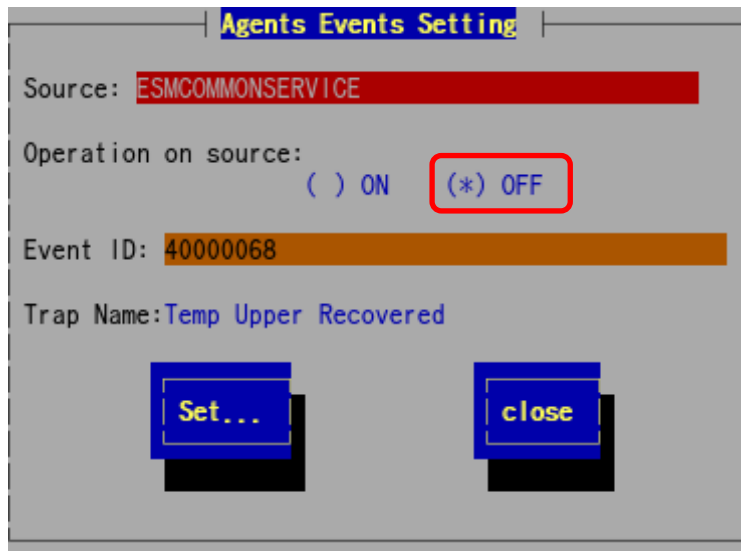 Agents Events Setting
Source: ESMCOMMONSERVICE
Operation on source:
( ) ON (*) OFF
Event ID: 40000068
Trap Name:Temp Upper Recovered
Set... close